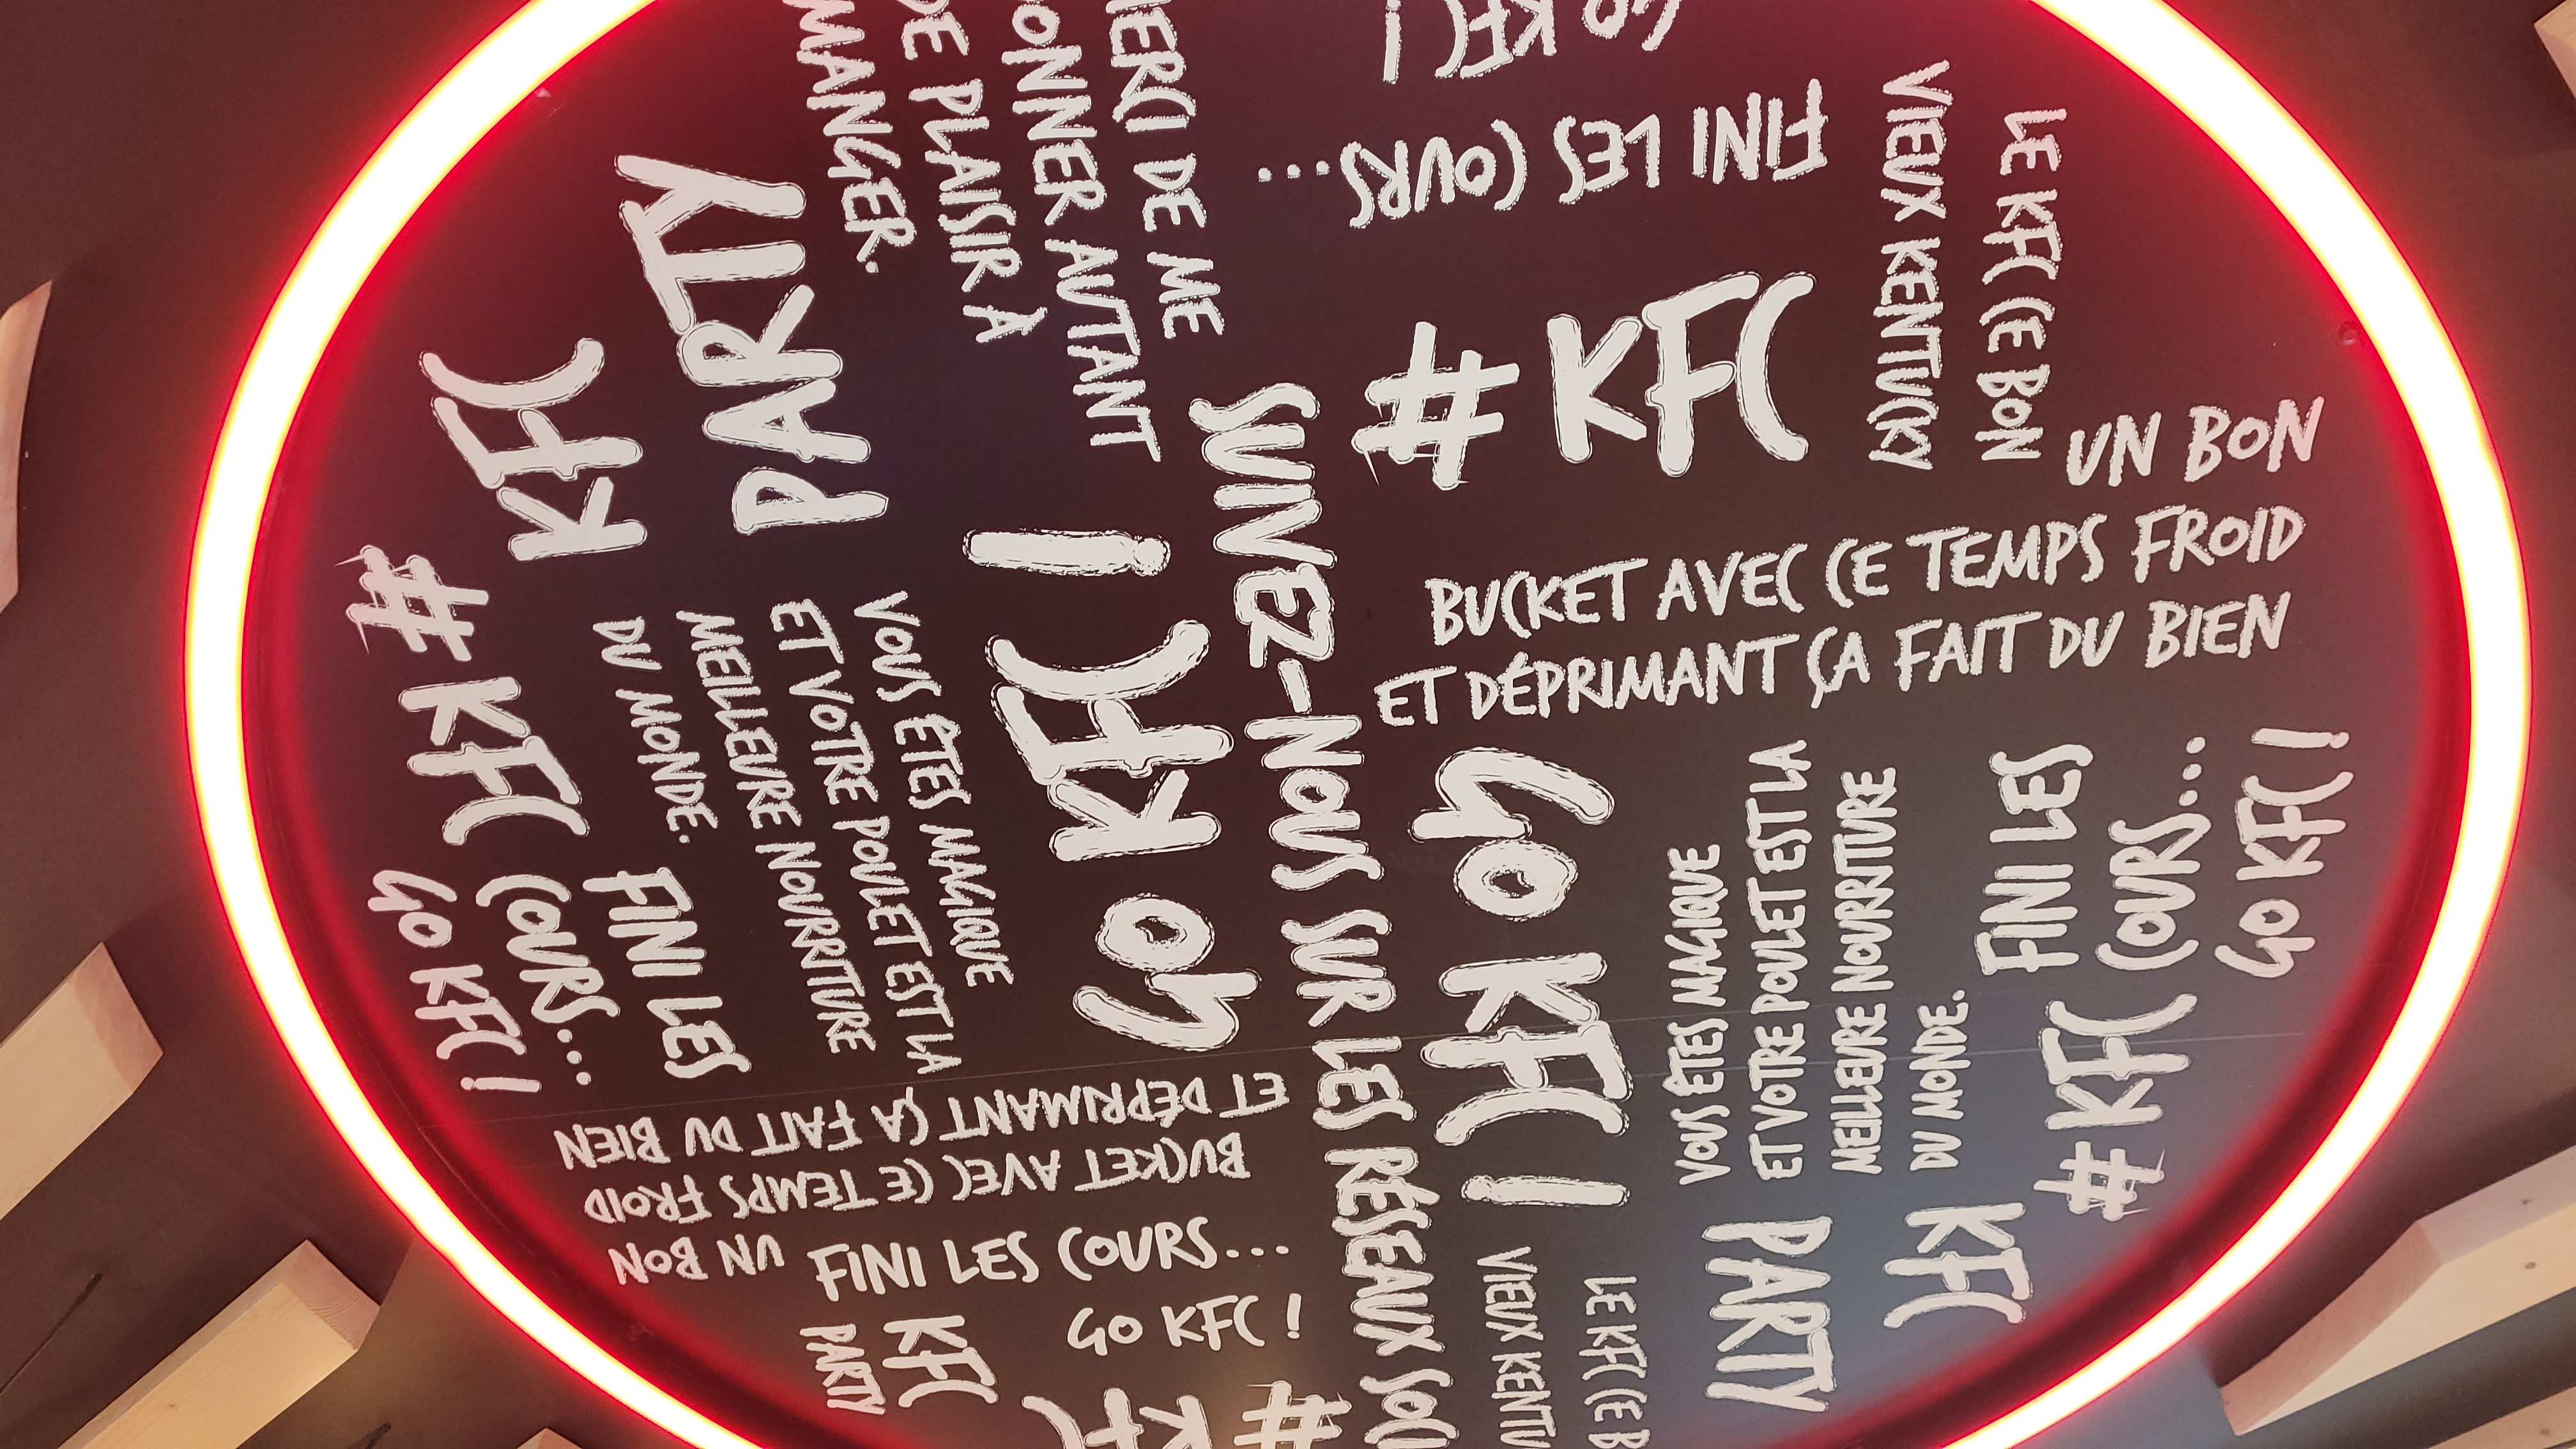 GO
KFC !
FINI LES COURS...
MERCI DE ME
DONNER AUTANT
DE PLAISIR À
MANGER.
LE KFC CE BON
VIEUX KENTUCKY
KFC
PARTY
# KFC
UN BON
BUCKET AVEC CE TEMPS FROID
ET DÉPRIMANT ÇA FAIT DU BIEN
SUIVEZ-NOUS SUR LES RÉSEAUX
GO KFC !
# KFC
VOUS ÊTES MAGIQUE
ET VOTRE POULET EST LA
MEILLEURE NOURRITURE
DU MONDE.
GO KFC !
FINI LES
COURS...
GO KFC !
VOUS ÊTES MAGIQUE
ET VOTRE POULET EST LA
MEILLEURE NOURRITURE
DU MONDE.
FINI LES
COURS...
GO KFC !
# KFC
UN BON
BUCKET AVEC CE TEMPS FROID
ET DÉPRIMANT ÇA FAIT DU BIEN
FINI LES COURS...
GO KFC !
KFC
PARTY
LE KFC CE
VIEUX
KFC
PARTY
#